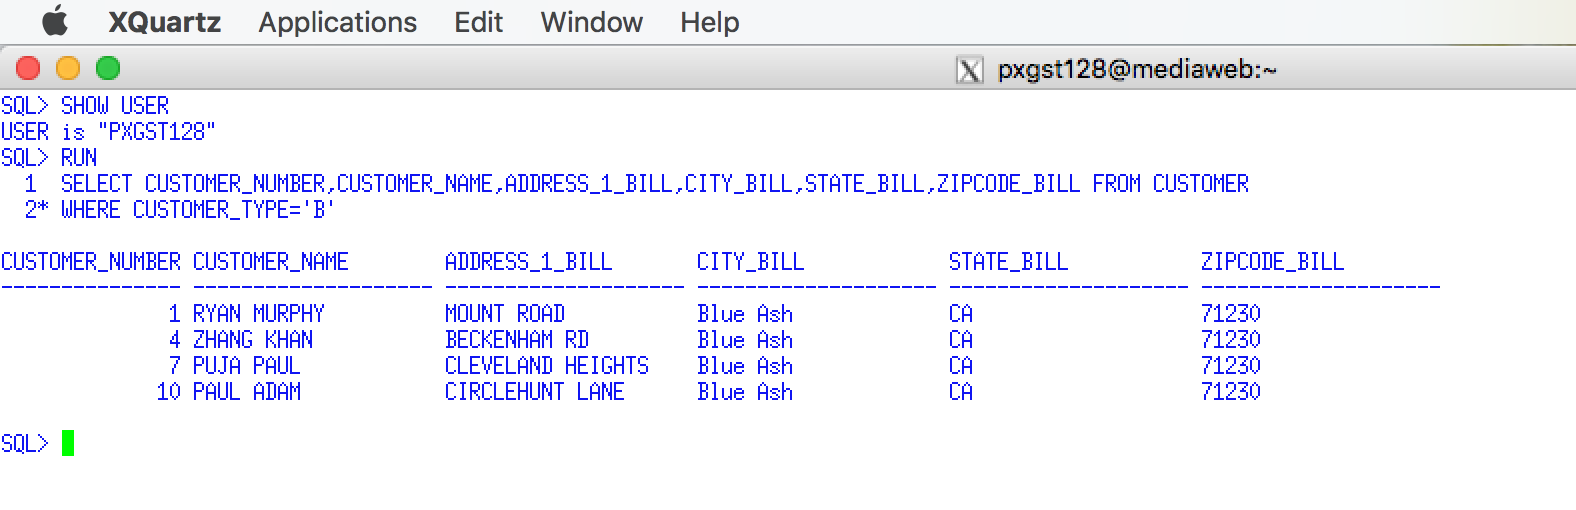 XQuartz Applications Edit Window Help
X pxgst128@mediaweb:~
SQL> SHOW USER
USER is "PXGST128"
SQL> RUN
  1  SELECT CUSTOMER_NUMBER,CUSTOMER_NAME,ADDRESS_1_BILL,CITY_BILL,STATE_BILL,ZIPCODE_BILL FROM CUSTOMER
  2* WHERE CUSTOMER_TYPE='B'
CUSTOMER_NUMBER CUSTOMER_NAME        ADDRESS_1_BILL       CITY_BILL            STATE_BILL           ZIPCODE_BILL
--------------- -------------------- -------------------- -------------------- -------------------- --------------------
              1 RYAN MURPHY          MOUNT ROAD           Blue Ash             CA                   71230
              4 ZHANG KHAN           BECKENHAM RD         Blue Ash             CA                   71230
              7 PUJA PAUL            CLEVELAND HEIGHTS    Blue Ash             CA                   71230
             10 PAUL ADAM            CIRCLEHUNT LANE      Blue Ash             CA                   71230
SQL>